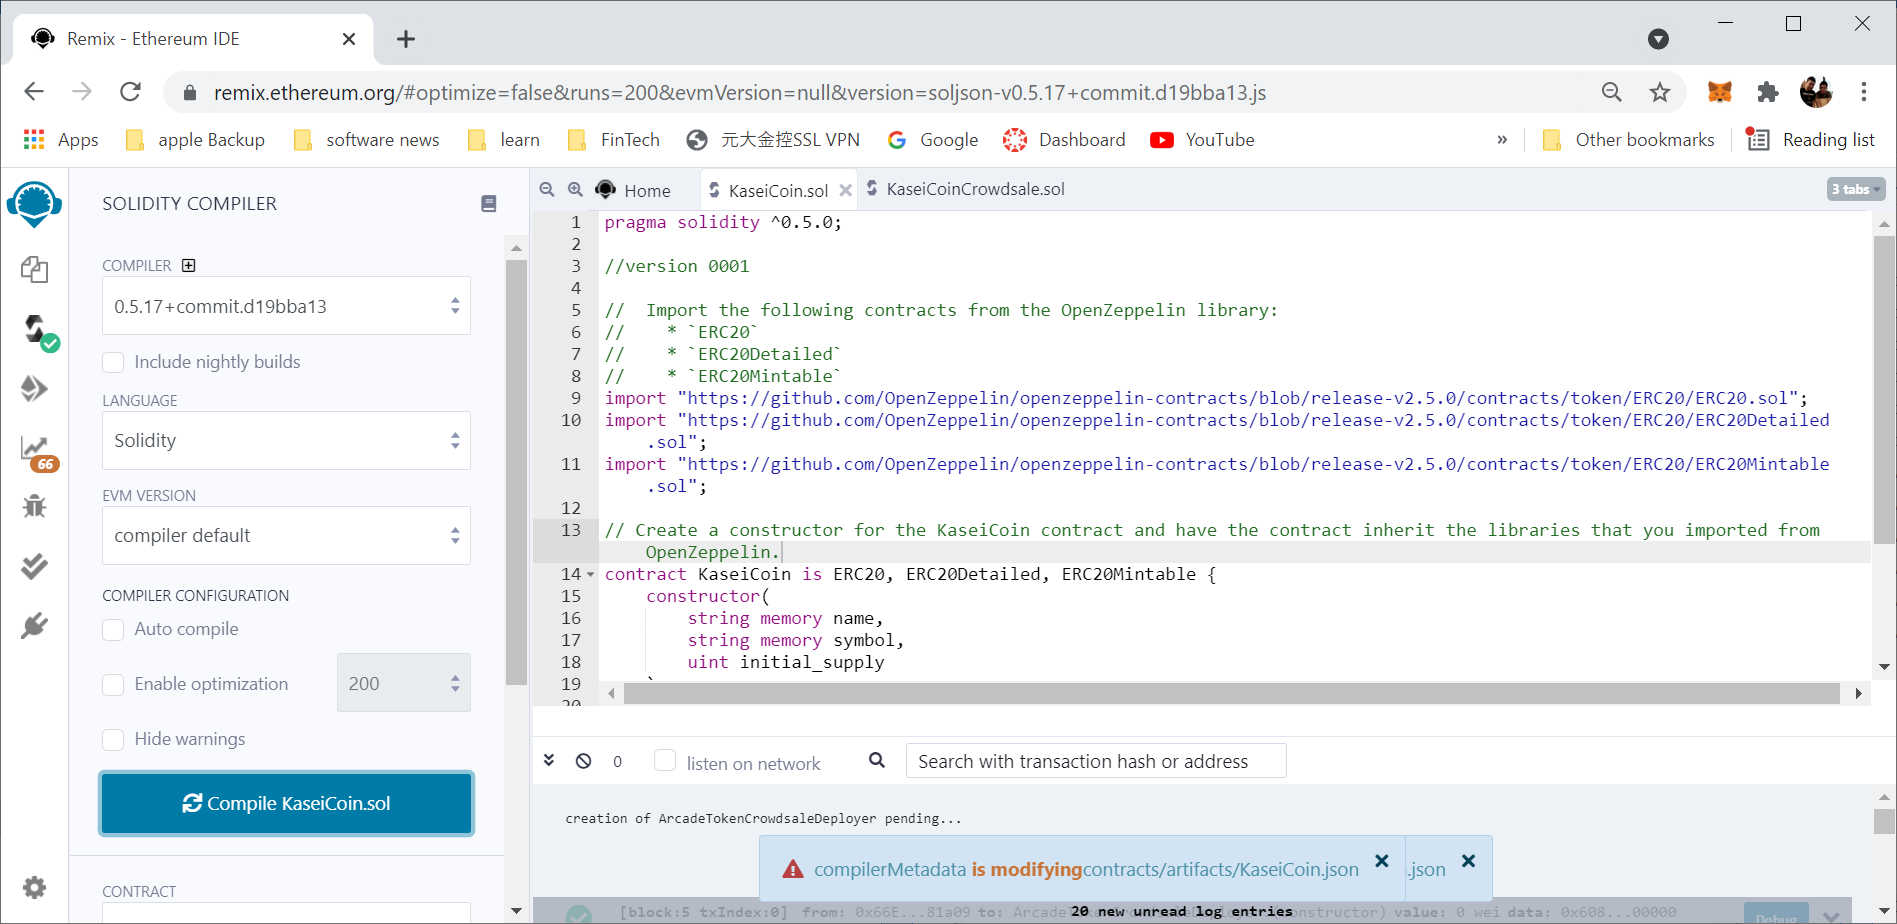 Remix - Ethereum IDE
remix.ethereum.org/#optimize=false&runs=200&evmVersion=null&version=soljson-v0.5.17+commit.d19bba13.js
Apps apple Backup software news learn FinTech 元大金控SSL VPN Google Dashboard YouTube » Other bookmarks Reading list
SOLIDITY COMPILER
COMPILER
0.5.17+commit.d19bba13
Include nightly builds
LANGUAGE
Solidity
EVM VERSION
compiler default
COMPILER CONFIGURATION
Auto compile
Enable optimization 200
Hide warnings
Compile KaseiCoin.sol
CONTRACT
66
Home KaseiCoin.sol KaseiCoinCrowdsale.sol 3 tabs
1 pragma solidity ^0.5.0;
2
3 //version 0001
4
5 //  Import the following contracts from the OpenZeppelin library:
6 //    * `ERC20`
7 //    * `ERC20Detailed`
8 //    * `ERC20Mintable`
9 import "https://github.com/OpenZeppelin/openzeppelin-contracts/blob/release-v2.5.0/contracts/token/ERC20/ERC20.sol";
10 import "https://github.com/OpenZeppelin/openzeppelin-contracts/blob/release-v2.5.0/contracts/token/ERC20/ERC20Detailed
.sol";
11 import "https://github.com/OpenZeppelin/openzeppelin-contracts/blob/release-v2.5.0/contracts/token/ERC20/ERC20Mintable
.sol";
12
13 // Create a constructor for the KaseiCoin contract and have the contract inherit the libraries that you imported from
OpenZeppelin.
14 contract KaseiCoin is ERC20, ERC20Detailed, ERC20Mintable {
15 constructor(
16 string memory name,
17 string memory symbol,
18 uint initial_supply
19
20
0 listen on network Search with transaction hash or address
creation of ArcadeTokenCrowdsaleDeployer pending...
compilerMetadata is modifyingcontracts/artifacts/KaseiCoin.json .json
[block:5 txIndex:0] from: 0x66E...81a09 to: value: 0 wei data: 0x608...00000 Debug
20 new unread log entries